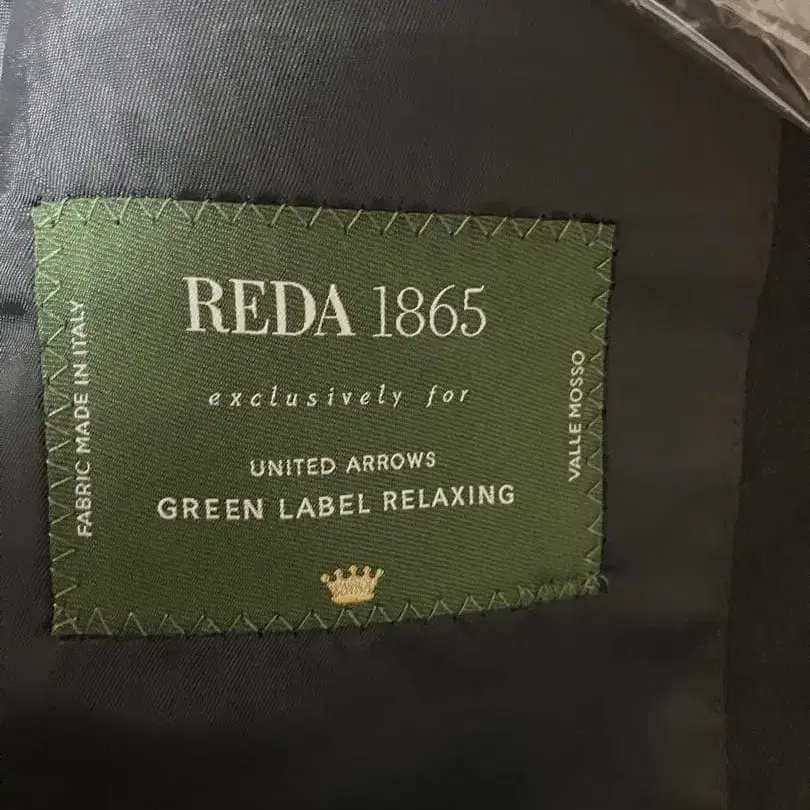 REDA 1865
exclusively for
UNITED ARROWS
GREEN LABEL RELAXING
FABRIC MADE IN ITALY
VALLE MOSSO